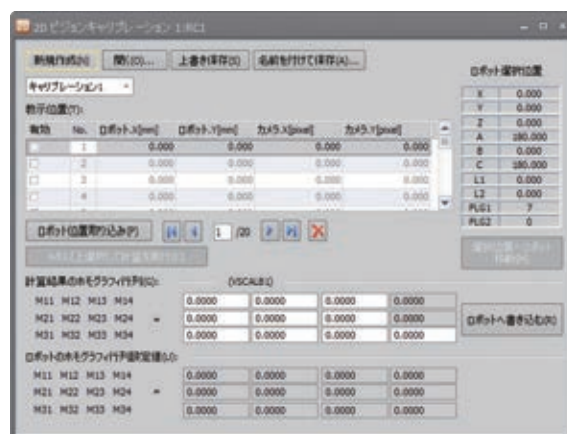 2D ビジョンキャリブレーション 1:RC1
新規作成(N) 開く(O)... 上書き保存(S) 名前を付けて保存(A)...
キャリブレーション1
教示位置(T):
有効 No. ロボット.X[mm] ロボット.Y[mm] カメラ.X[pixel] カメラ.Y[pixel]
1 0.000 0.000 0.000 0.000
2 0.000 0.000 0.000 0.000
3 0.000 0.000 0.000 0.000
4 0.000 0.000 0.000 0.000
ロボット位置取り込み(P) 1 /20
ロボット選択位置
X 0.000
Y 0.000
Z 0.000
A 180.000
B 0.000
C 180.000
L1 0.000
L2 0.000
FLG1 7
FLG2 0
計算結果のホモグラフィ行列(G): (VSCALB1)
M11 M12 M13 M14 0.0000 0.0000 0.0000 0.0000
M21 M22 M23 M24 = 0.0000 0.0000 0.0000 0.0000
M31 M32 M33 M34 0.0000 0.0000 0.0000 0.0000
ロボットへ書き込む(R)
ロボットのホモグラフィ行列設定値(U):
M11 M12 M13 M14 0.0000 0.0000 0.0000 0.0000
M21 M22 M23 M24 = 0.0000 0.0000 0.0000 0.0000
M31 M32 M33 M34 0.0000 0.0000 0.0000 0.0000